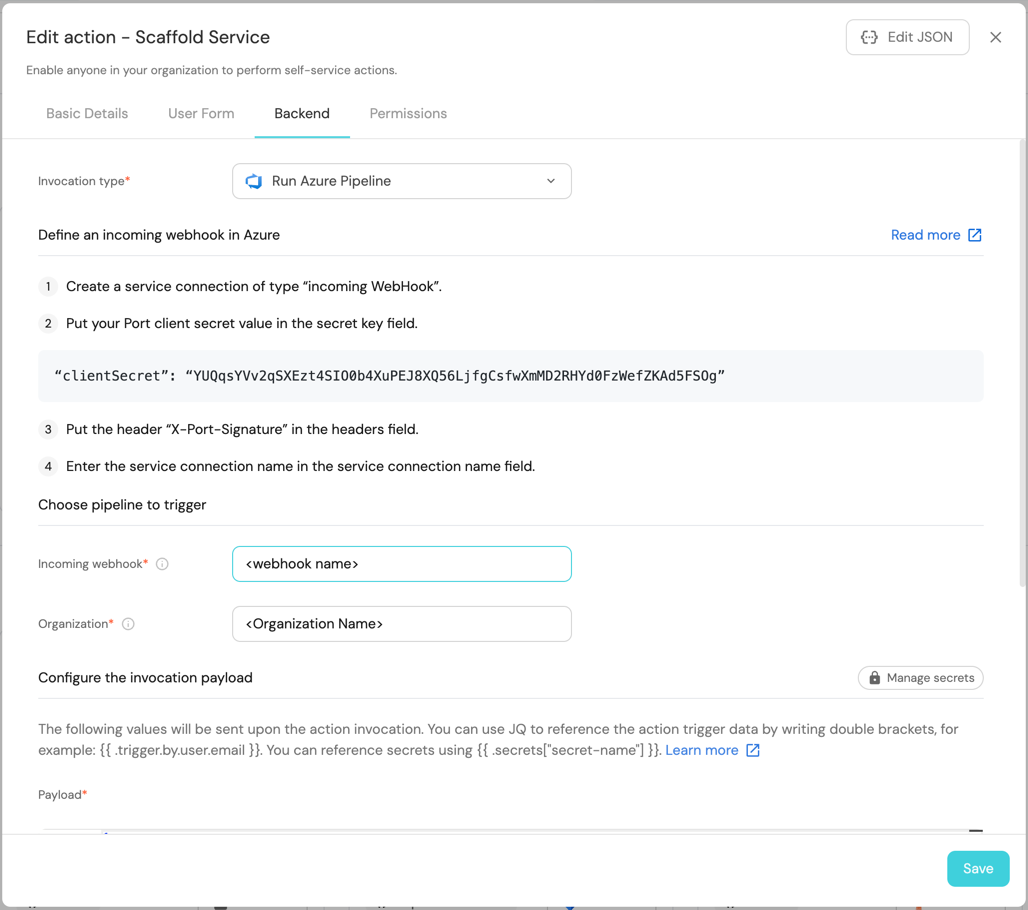 Edit action - Scaffold Service
Edit JSON
Enable anyone in your organization to perform self-service actions.
Basic Details
User Form
Backend
Permissions
Invocation type*
Run Azure Pipeline
Define an incoming webhook in Azure
Read more
1 Create a service connection of type “incoming WebHook”.
2 Put your Port client secret value in the secret key field.
“clientSecret”: “YUQqsYVv2qSXEzt4SIO0b4XuPEJ8XQ56LjfgCsfwXmMD2RHYd0FzWefZKAd5FSOg”
3 Put the header “X-Port-Signature” in the headers field.
4 Enter the service connection name in the service connection name field.
Choose pipeline to trigger
Incoming webhook*
<webhook name>
Organization*
<Organization Name>
Configure the invocation payload
Manage secrets
The following values will be sent upon the action invocation. You can use JQ to reference the action trigger data by writing double brackets, for
example: {{ .trigger.by.user.email }}. You can reference secrets using {{ .secrets["secret-name"] }}. Learn more
Payload*
Save